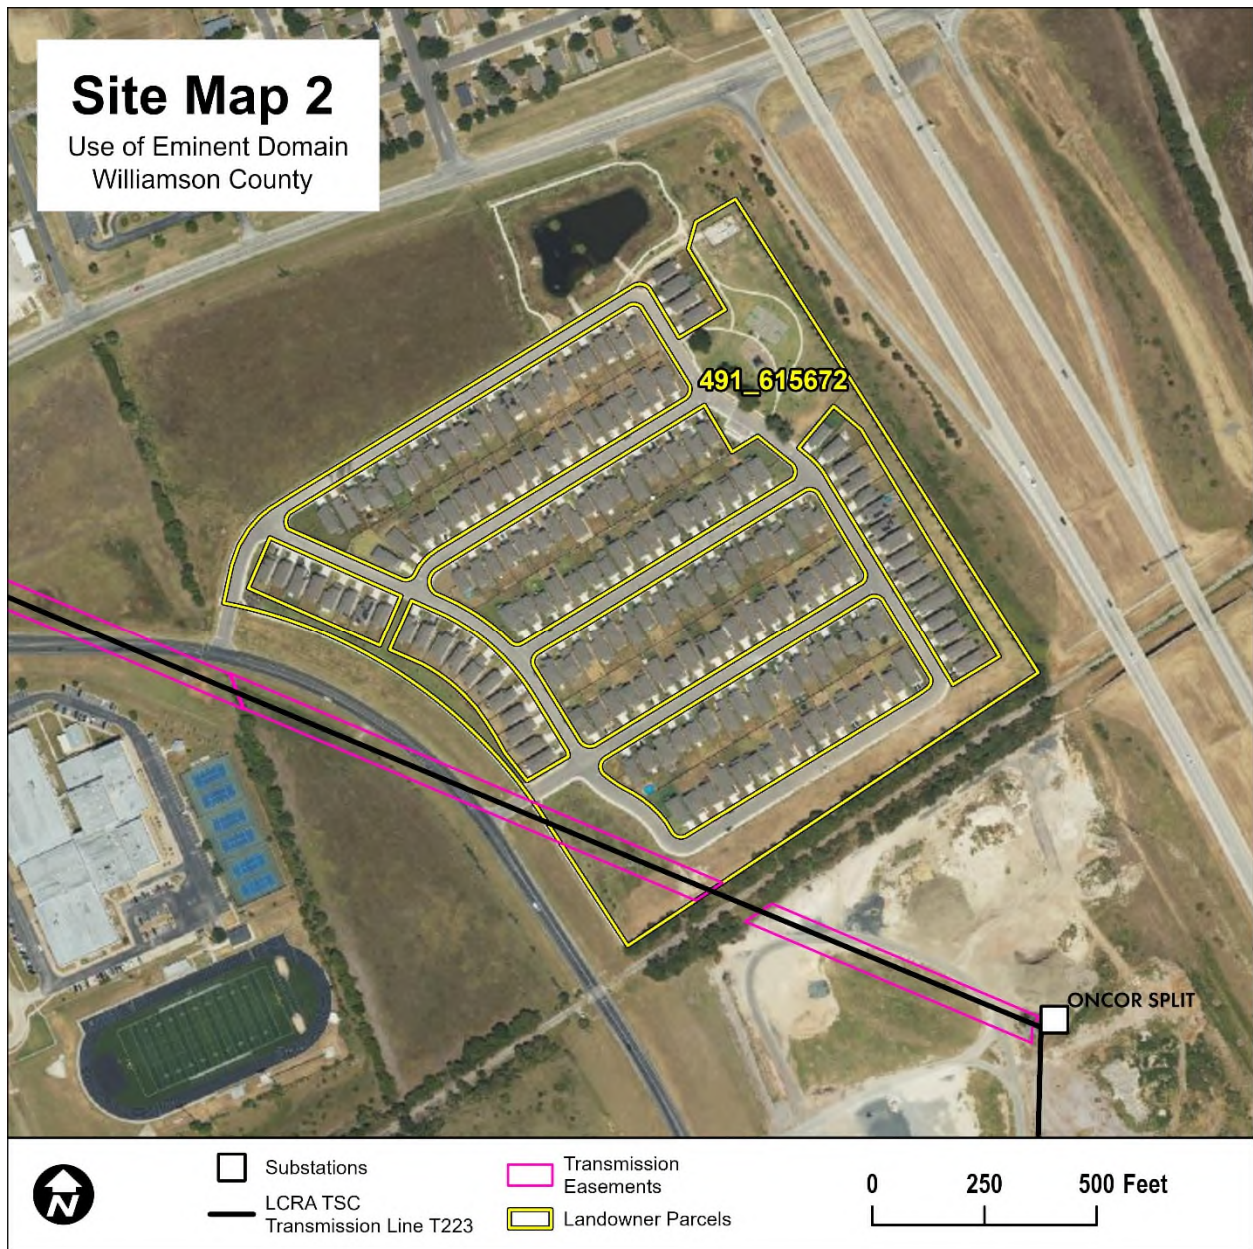 Site Map 2
Use of Eminent Domain
Williamson County
491_615672
ONCOR SPLIT
N
Substations
LCRA TSC
Transmission Line T223
Transmission
Easements
Landowner Parcels
0 250 500 Feet